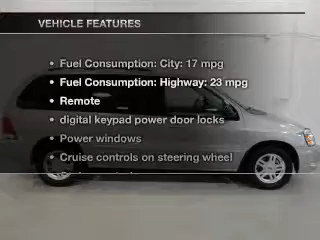 VEHICLE FEATURES
• Fuel Consumption: City: 17 mpg
• Fuel Consumption: Highway: 23 mpg
• Remote
• digital keypad power door locks
• Power windows
• Cruise controls on steering wheel